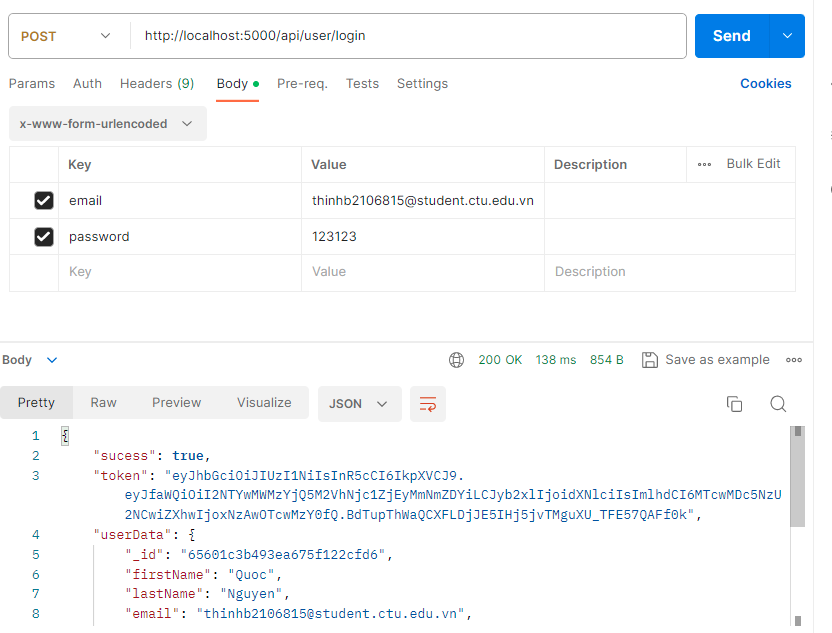 POST http://localhost:5000/api/user/login Send
Params Auth Headers (9) Body Pre-req. Tests Settings Cookies
x-www-form-urlencoded
Key Value Description Bulk Edit
email thinhb2106815@student.ctu.edu.vn
password 123123
Key Value Description
Body 200 OK 138 ms 854 B Save as example
Pretty Raw Preview Visualize JSON
1 {
2 "sucess": true,
3 "token": "eyJhbGciOiJIUzI1NiIsInR5cCI6IkpXVCJ9.
eyJfaWQiOiI2NTYwMWMzYjQ5M2VhNjc1ZjEyMmNmZDYiLCJyb2xlIjoidXNlciIsImlhdCI6MTcwMDc5NzU
2NCwiZXhwIjoxNzAwOTcwMzY0fQ.BdTupThWaQCXFLDjJE5IHj5jvTMguXU_TFE57QAFf0k",
4 "userData": {
5 "_id": "65601c3b493ea675f122cfd6",
6 "firstName": "Quoc",
7 "lastName": "Nguyen",
8 "email": "thinhb2106815@student.ctu.edu.vn",